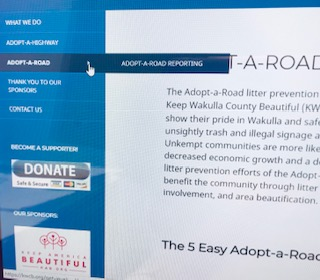 WHAT WE DO
ADOPT-A-HIGHWAY
ADOPT-A-ROAD
ADOPT-A-ROAD REPORTING
T-A-ROAD
THANK YOU TO OUR
SPONSORS
CONTACT US
BECOME A SUPPORTER!
DONATE
Safe & Secure
OUR SPONSORS:
KEEP AMERICA
BEAUTIFUL
The Adopt-a-Road litter prevention
Keep Wakulla County Beautiful (KW
show their pride in Wakulla and safe
unsightly trash and illegal signage a
Unkempt communities are more like
decreased economic growth and a d
litter prevention efforts of the Adopt-
benefit the community through litter
involvement, and area beautification.
The 5 Easy Adopt-a-Road